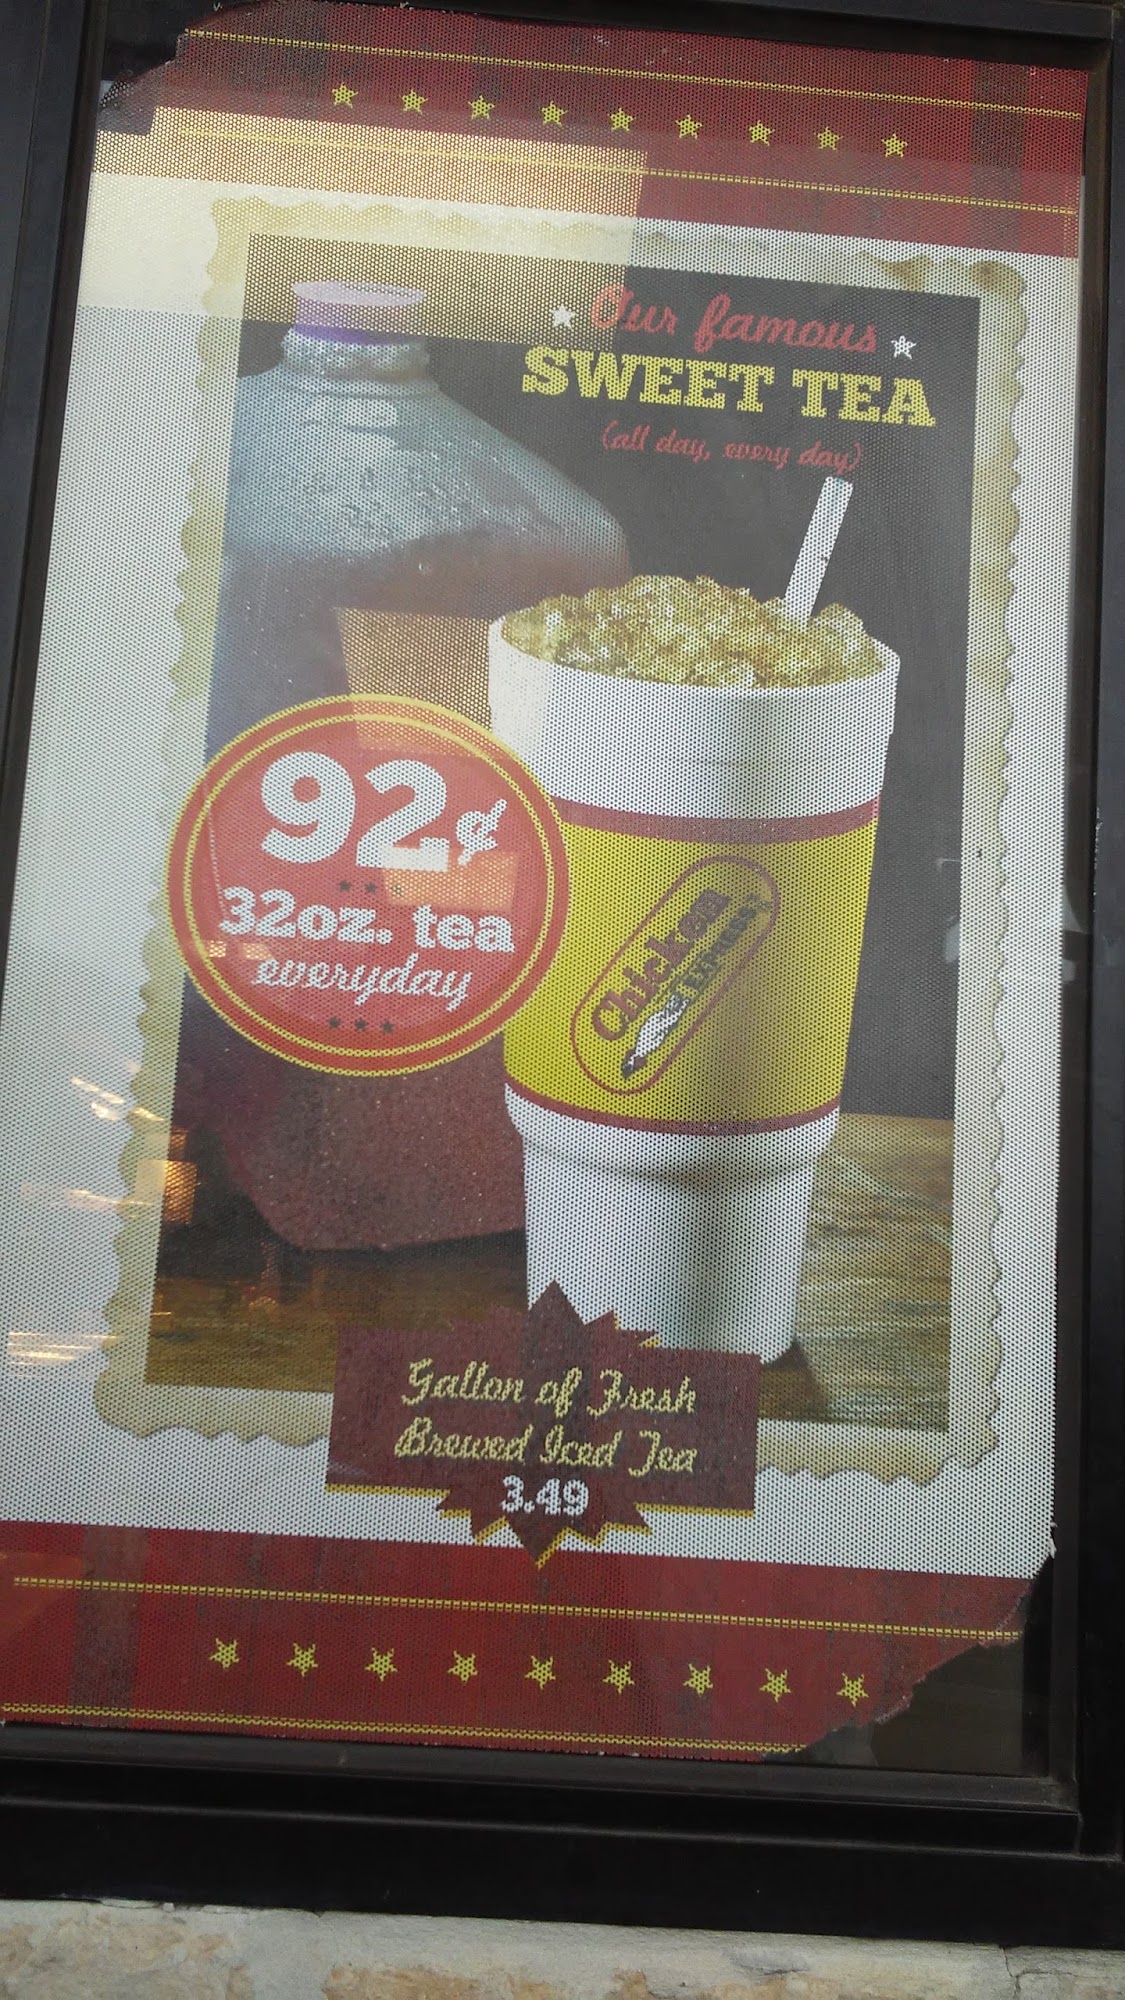 Our famous
SWEET TEA
(all day, every day)
92¢
32oz. tea
everyday
Chicken
EXPRESS
Gallon of Fresh
Brewed Iced Tea
3.49